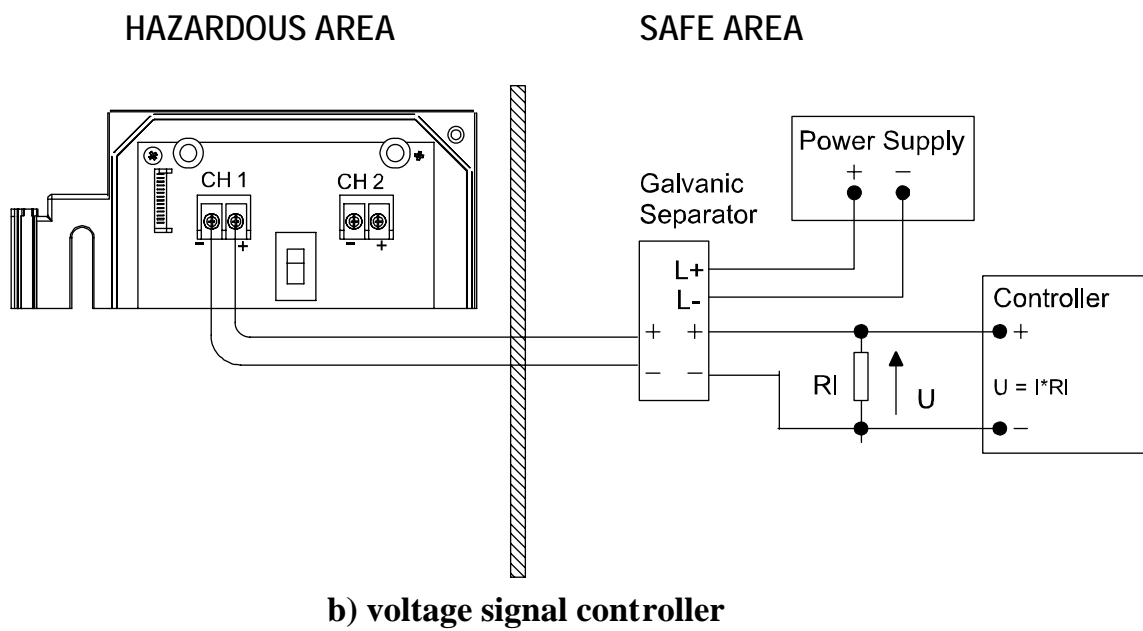 HAZARDOUS AREA
SAFE AREA
CH 1
CH 2
- +
- +
Galvanic
Separator
Power Supply
+ −
L+
L-
+ +
− −
RI
U
Controller
+
U = I*RI
−
b) voltage signal controller